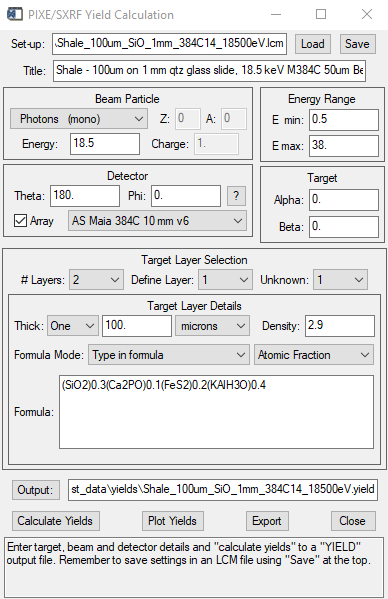 PIXE/SXRF Yield Calculation
Set-up: \Shale_100um_SiO_1mm_384C14_18500eV.lcm Load Save
Title: Shale - 100um on 1 mm qtz glass slide, 18.5 keV M384C 50um Be
Beam Particle
Photons (mono) Z: 0 A: 0
Energy: 18.5 Charge: 1.
Energy Range
E min: 0.5
E max: 38.
Detector
Theta: 180. Phi: 0. ?
Array AS Maia 384C 10 mm v6
Target
Alpha: 0.
Beta: 0.
Target Layer Selection
# Layers: 2 Define Layer: 1 Unknown: 1
Target Layer Details
Thick: One 100. microns Density: 2.9
Formula Mode: Type in formula Atomic Fraction
Formula: (SiO2)0.3(Ca2PO)0.1(FeS2)0.2(KAlH3O)0.4
Output: st_data\yields\Shale_100um_SiO_1mm_384C14_18500eV.yield
Calculate Yields Plot Yields Export Close
Enter target, beam and detector details and "calculate yields" to a "YIELD"
output file. Remember to save settings in an LCM file using "Save" at the top.